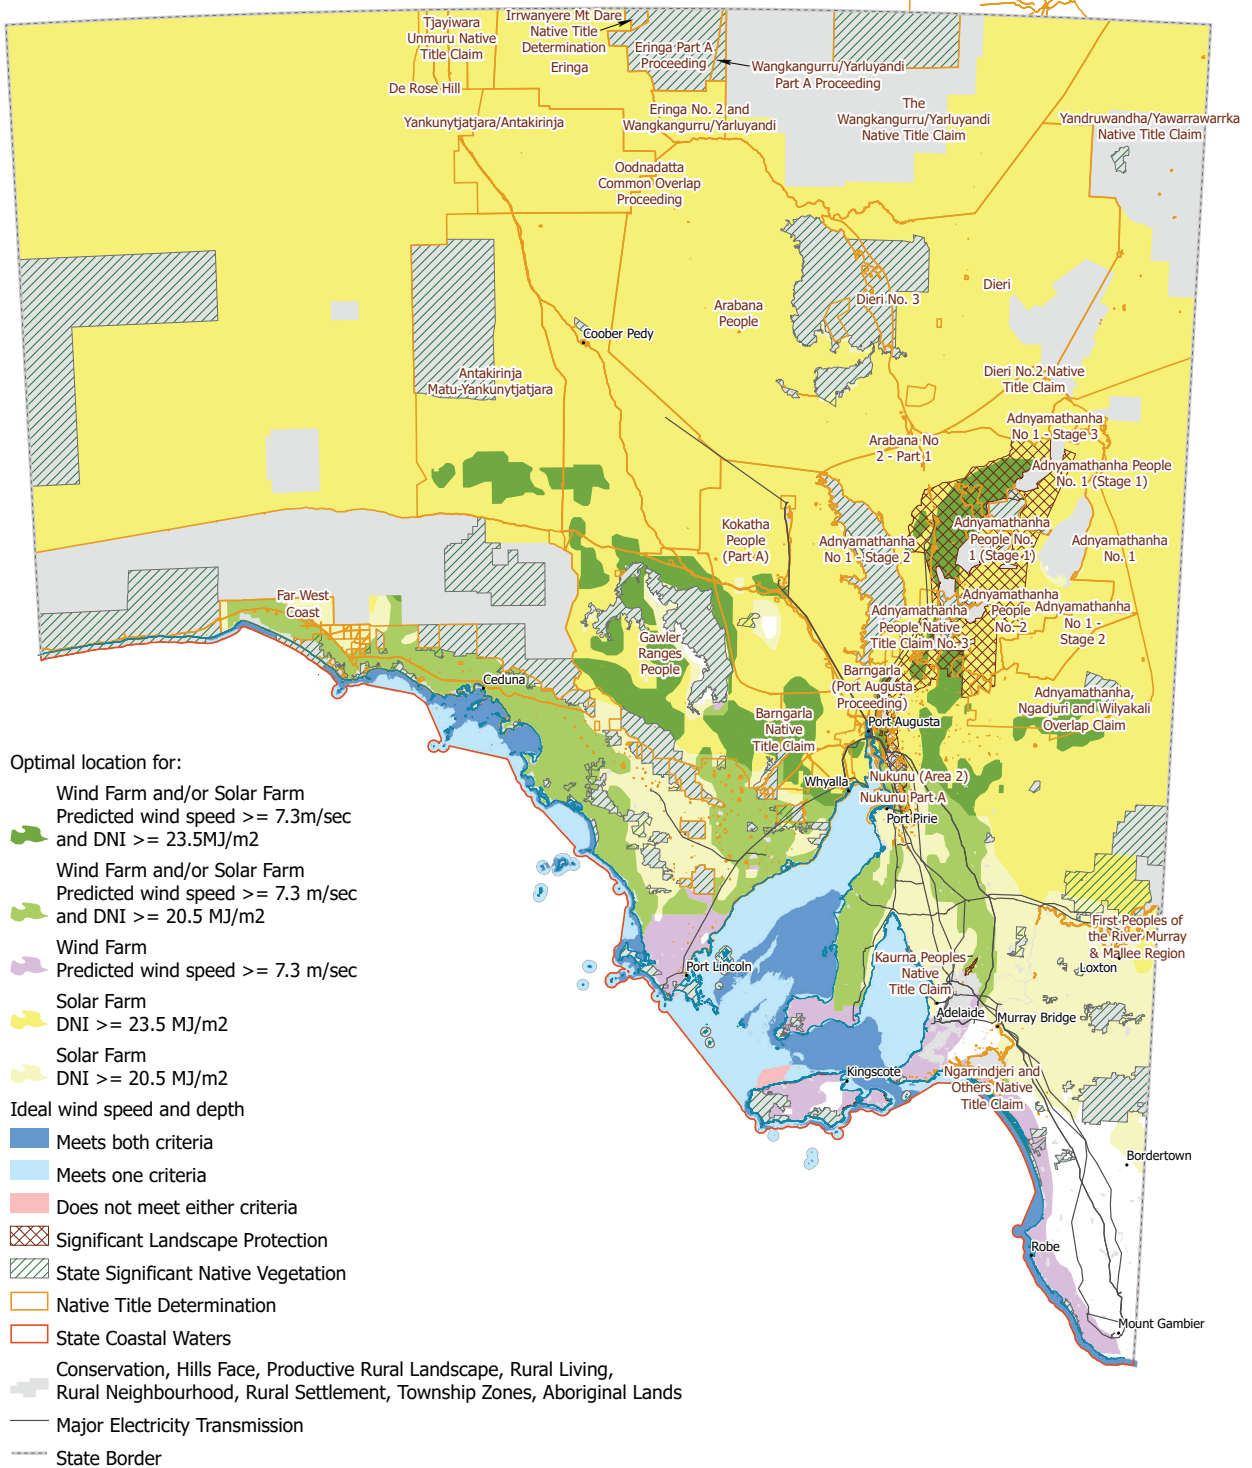 Tjayiwara
Unmuru Native
Title Claim
Irrwanyere Mt Dare
Native Title
Determination
Eringa
Eringa Part A
Proceeding
Wangkangurru/Yarluyandi
Part A Proceeding
De Rose Hill
Yankunytjatjara/Antakirinja
Eringa No. 2 and
Wangkangurru/Yarluyandi
The
Wangkangurru/Yarluyandi
Native Title Claim
Yandruwandha/Yawarrawarrka
Native Title Claim
Oodnadatta
Common Overlap
Proceeding
Arabana
People
Dieri No. 3
Dieri
Coober Pedy
Antakirinja
Matu-Yankunytjatjara
Dieri No.2 Native
Title Claim
Adnyamathanha
No 1 - Stage 3
Arabana No
2 - Part 1
Adnyamathanha People
No. 1 (Stage 1)
Kokatha
People
(Part A)
Adnyamathanha
No 1 - Stage 2
Adnyamathanha
People No.
1 (Stage 1)
Adnyamathanha
No. 1
Far West
Coast
Adnyamathanha
People Native
Title Claim No. 3
Adnyamathanha
People
No. 2
Adnyamathanha
No 1 -
Stage 2
Gawler
Ranges
People
Ceduna
Barngarla
(Port Augusta
Proceeding)
Adnyamathanha,
Ngadjuri and Wilyakali
Overlap Claim
Barngarla
Native
Title Claim
Port Augusta
Whyalla
Nukunu (Area 2)
Nukunu Part A
Port Pirie
First Peoples of
the River Murray
& Mallee Region
Loxton
Port Lincoln
Kaurna Peoples
Native
Title Claim
Adelaide
Murray Bridge
Kingscote
Ngarrindjeri and
Others Native
Title Claim
Bordertown
Robe
Mount Gambier
Optimal location for:
Wind Farm and/or Solar Farm
Predicted wind speed >= 7.3m/sec
and DNI >= 23.5MJ/m2
Wind Farm and/or Solar Farm
Predicted wind speed >= 7.3 m/sec
and DNI >= 20.5 MJ/m2
Wind Farm
Predicted wind speed >= 7.3 m/sec
Solar Farm
DNI >= 23.5 MJ/m2
Solar Farm
DNI >= 20.5 MJ/m2
Ideal wind speed and depth
Meets both criteria
Meets one criteria
Does not meet either criteria
Significant Landscape Protection
State Significant Native Vegetation
Native Title Determination
State Coastal Waters
Conservation, Hills Face, Productive Rural Landscape, Rural Living,
Rural Neighbourhood, Rural Settlement, Township Zones, Aboriginal Lands
Major Electricity Transmission
State Border